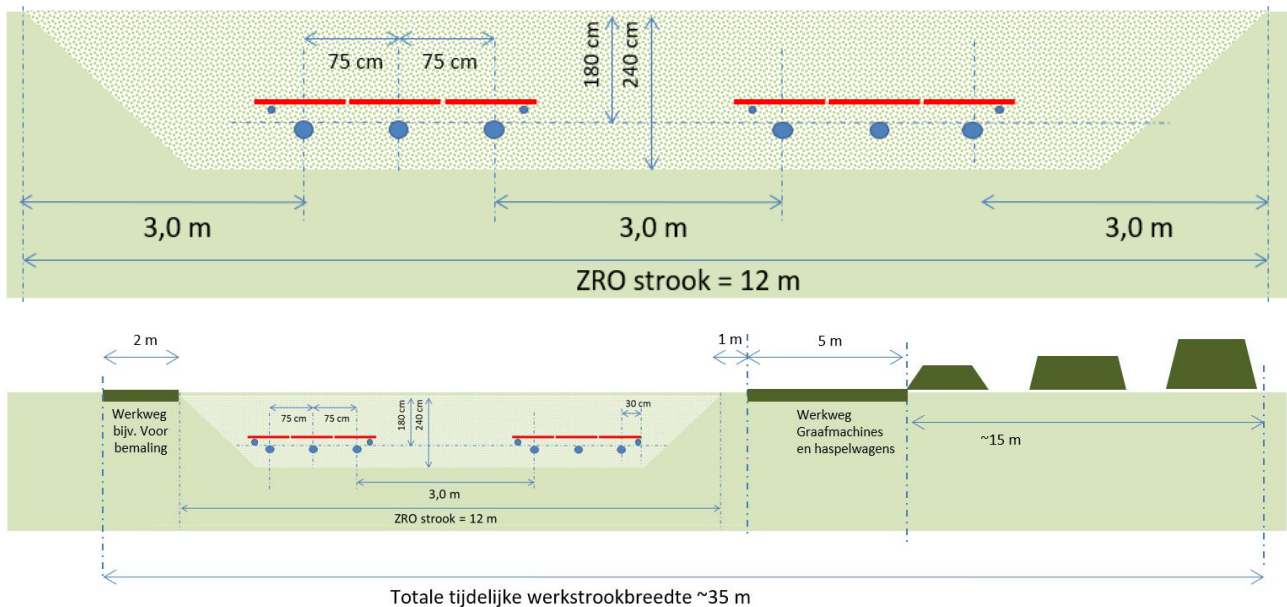 75 cm
75 cm
180 cm
240 cm
3,0 m
3,0 m
3,0 m
ZRO strook = 12 m
2 m
1 m
5 m
Werkweg
bijv. Voor
bemaling
75 cm
75 cm
180 cm
240 cm
30 cm
Werkweg
Graafmachines
en haspelwagens
~15 m
3,0 m
ZRO strook = 12 m
Totale tijdelijke werkstrookbreedte ~35 m